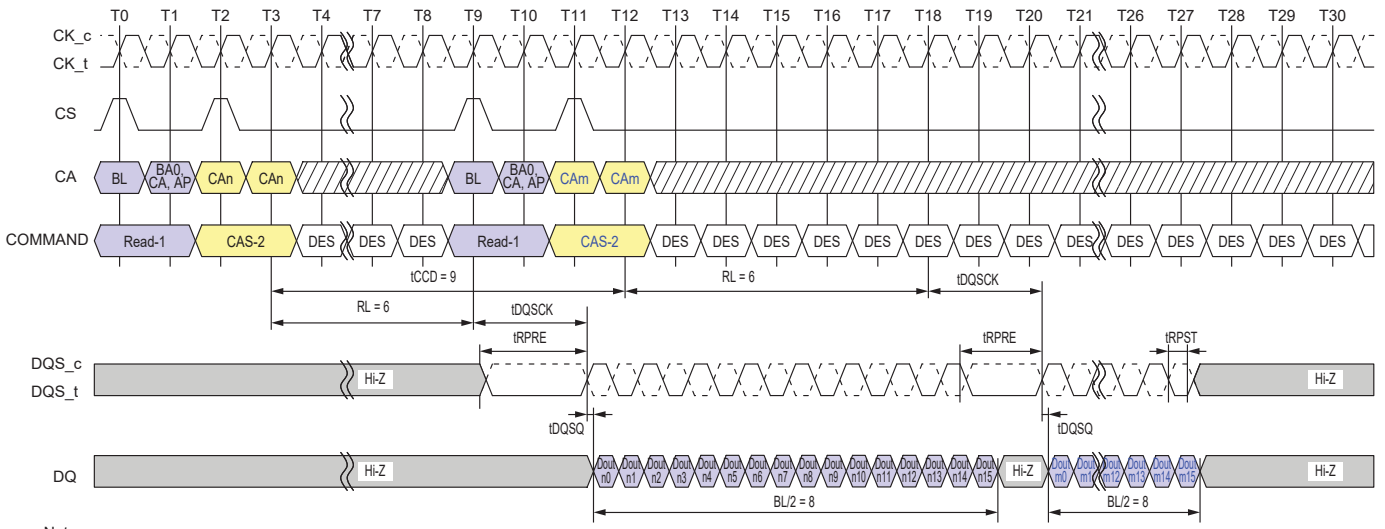 T0 T1 T2 T3 T4 T7 T8 T9 T10 T11 T12 T13 T14 T15 T16 T17 T18 T19 T20 T21 T26 T27 T28 T29 T30
CK_c
CK_t
CS
CA BL BA0, CA, AP CAn CAn BL BA0, CA, AP CAm CAm
COMMAND Read-1 CAS-2 DES DES DES Read-1 CAS-2 DES DES DES DES DES DES DES DES DES DES DES DES DES DES
tCCD = 9 RL = 6 tDQSCK
RL = 6 tDQSCK
tRPRE tRPRE tRPST
DQS_c
DQS_t Hi-Z Hi-Z
tDQSQ tDQSQ
DQ Hi-Z Dout n0 Dout n1 Dout n2 Dout n3 Dout n4 Dout n5 Dout n6 Dout n7 Dout n8 Dout n9 Dout n10 Dout n11 Dout n12 Dout n13 Dout n14 Dout n15 Hi-Z Dout m0 Dout m1 Dout m12 Dout m13 Dout m14 Dout m15 Hi-Z
BL/2 = 8 BL/2 = 8